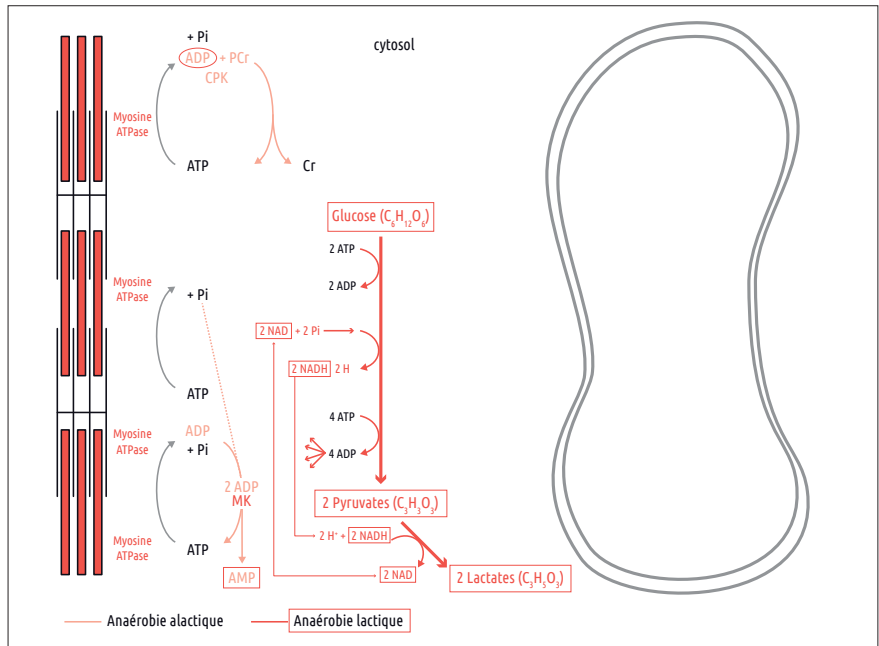 + Pi
cytosol
ADP + PCr
CPK
Myosine
ATPase
ATP
Cr
Glucose (C₆H₁₂O₆)
2 ATP
2 ADP
Myosine
ATPase
+ Pi
2 NAD + 2 Pi
2 NADH 2 H
ATP
4 ATP
4 ADP
Myosine
ATPase
ADP
+ Pi
2 ADP
MK
2 Pyruvates (C₃H₃O₃)
Myosine
ATPase
ATP
2 H⁺ + 2 NADH
AMP
2 NAD
2 Lactates (C₃H₅O₃)
Anaérobie alactique
Anaérobie lactique